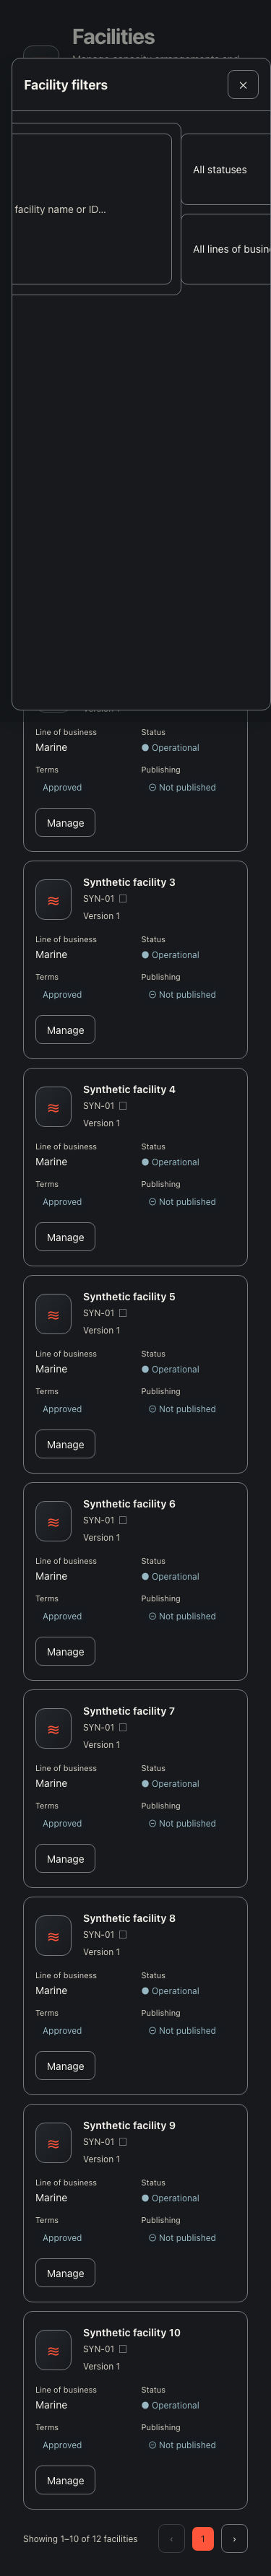 Facilities
Facility filters
×
facility name or ID...
All statuses
All lines of
Line of business
Status
Marine
Operational
Terms
Publishing
Approved
Not published
Manage
Synthetic facility 3
SYN-01
Version 1
Line of business
Status
Marine
Operational
Terms
Publishing
Approved
Not published
Manage
Synthetic facility 4
SYN-01
Version 1
Line of business
Status
Marine
Operational
Terms
Publishing
Approved
Not published
Manage
Synthetic facility 5
SYN-01
Version 1
Line of business
Status
Marine
Operational
Terms
Publishing
Approved
Not published
Manage
Synthetic facility 6
SYN-01
Version 1
Line of business
Status
Marine
Operational
Terms
Publishing
Approved
Not published
Manage
Synthetic facility 7
SYN-01
Version 1
Line of business
Status
Marine
Operational
Terms
Publishing
Approved
Not published
Manage
Synthetic facility 8
SYN-01
Version 1
Line of business
Status
Marine
Operational
Terms
Publishing
Approved
Not published
Manage
Synthetic facility 9
SYN-01
Version 1
Line of business
Status
Marine
Operational
Terms
Publishing
Approved
Not published
Manage
Synthetic facility 10
SYN-01
Version 1
Line of business
Status
Marine
Operational
Terms
Publishing
Approved
Not published
Manage
Showing 1–10 of 12 facilities
‹ 1 ›